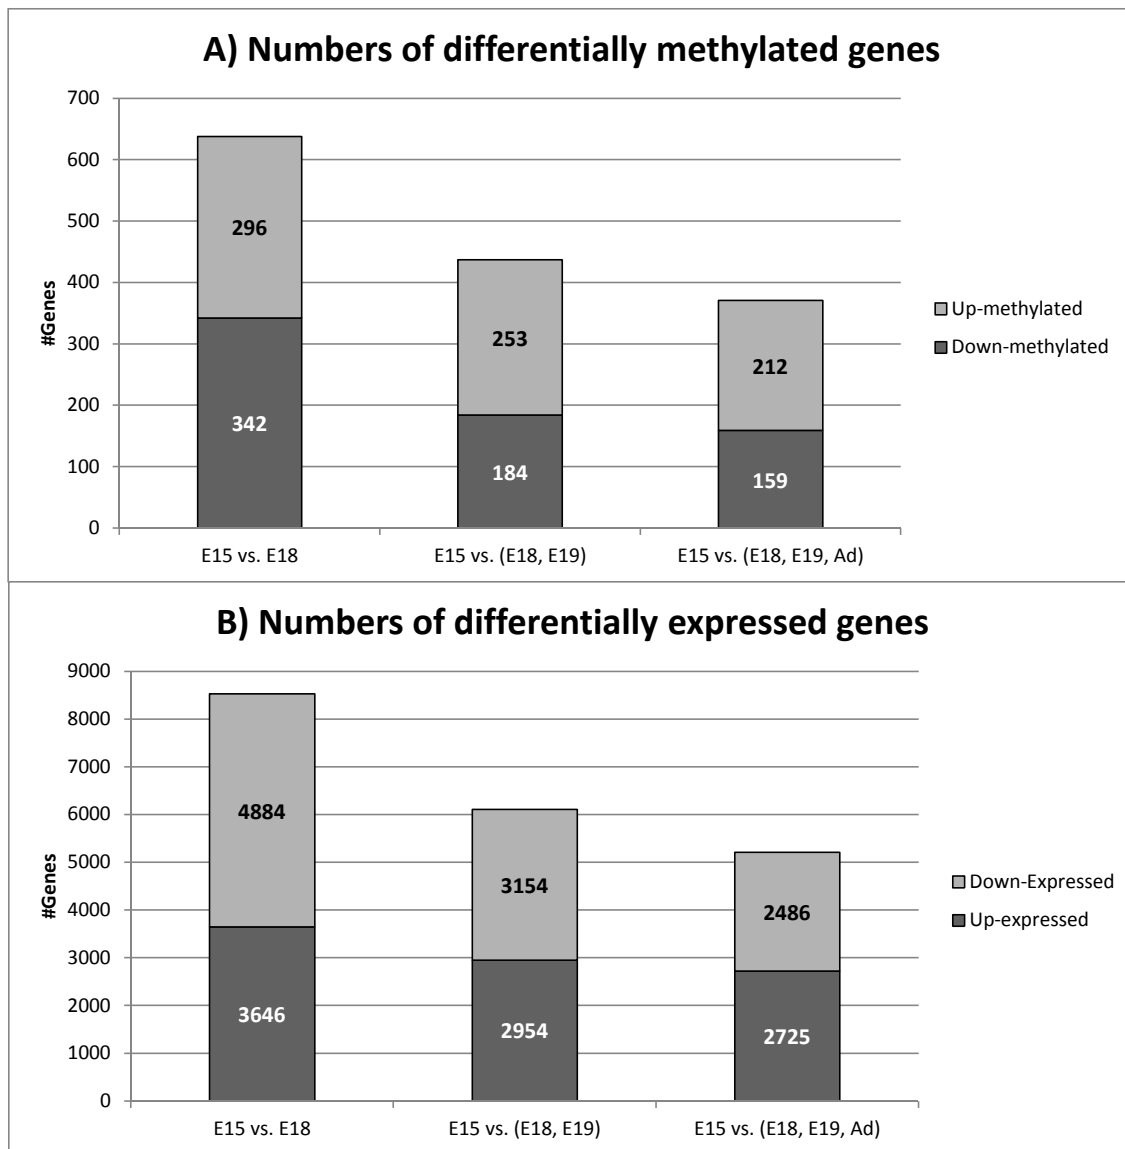 A) Numbers of differentially methylated genes
700
600
500
400
300
200
100
0
#Genes
296
342
253
184
212
159
E15 vs. E18
E15 vs. (E18, E19)
E15 vs. (E18, E19, Ad)
Up-methylated
Down-methylated
B) Numbers of differentially expressed genes
9000
8000
7000
6000
5000
4000
3000
2000
1000
0
#Genes
4884
3646
3154
2954
2486
2725
E15 vs. E18
E15 vs. (E18, E19)
E15 vs. (E18, E19, Ad)
Down-Expressed
Up-expressed